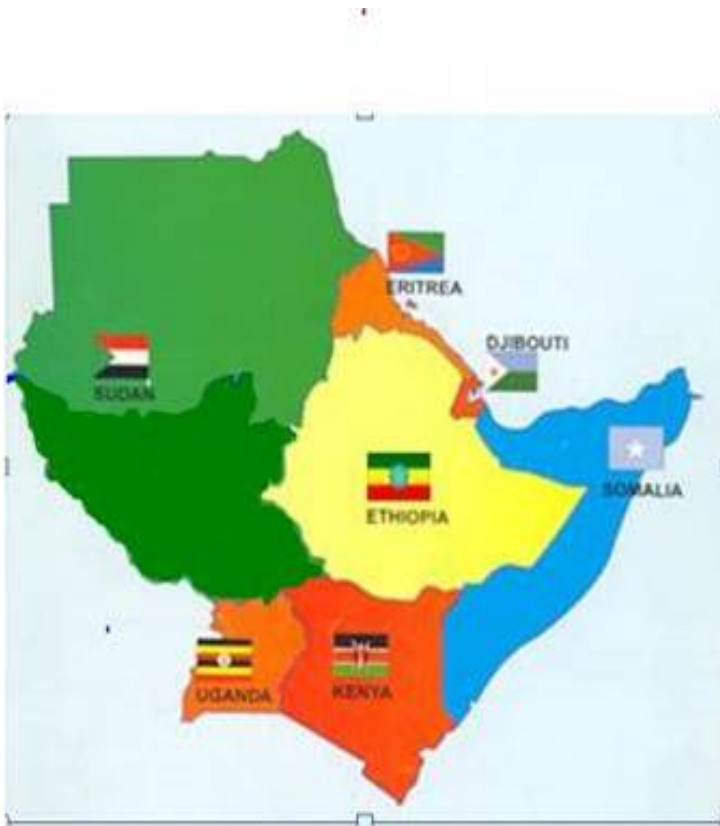 ERITREA
DJIBOUTI
SUDAN
SOMALIA
ETHIOPIA
UGANDA
KENYA